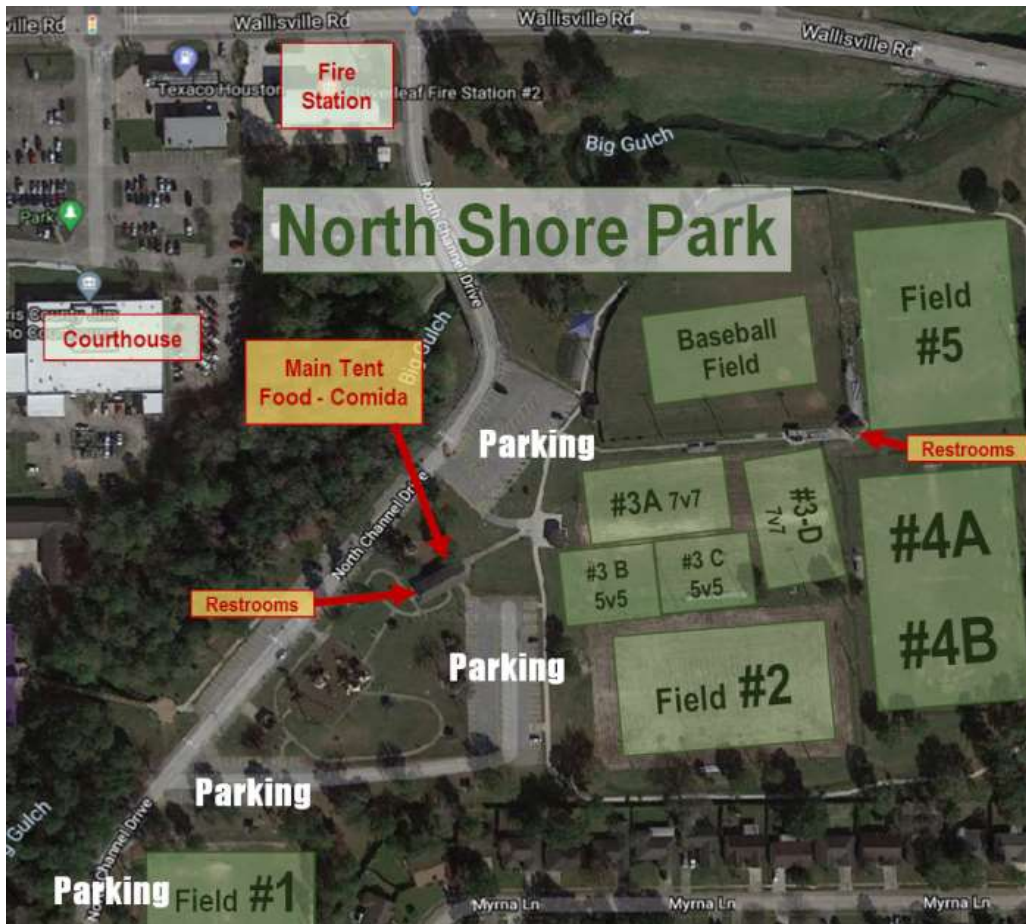 ville Rd
Wallisville Rd
Wallisville Rd
Wallisville Rd
Fire
Station
Texaco Houston
leaf Fire Station #2
Big Gulch
North Shore Park
Park
North Channel Drive
Field
#5
Courthouse
Baseball
Field
Big Gulch
Main Tent
Food - Comida
Parking
Restrooms
#3A 7v7
#3-D
7v7
#4A
North Channel Drive
#3 B
5v5
#3 C
5v5
Restrooms
#4B
Parking
Field #2
Parking
Gulch
North Channel Drive
Parking
Field #1
Myrna Ln
Myrna Ln
Myrna Ln